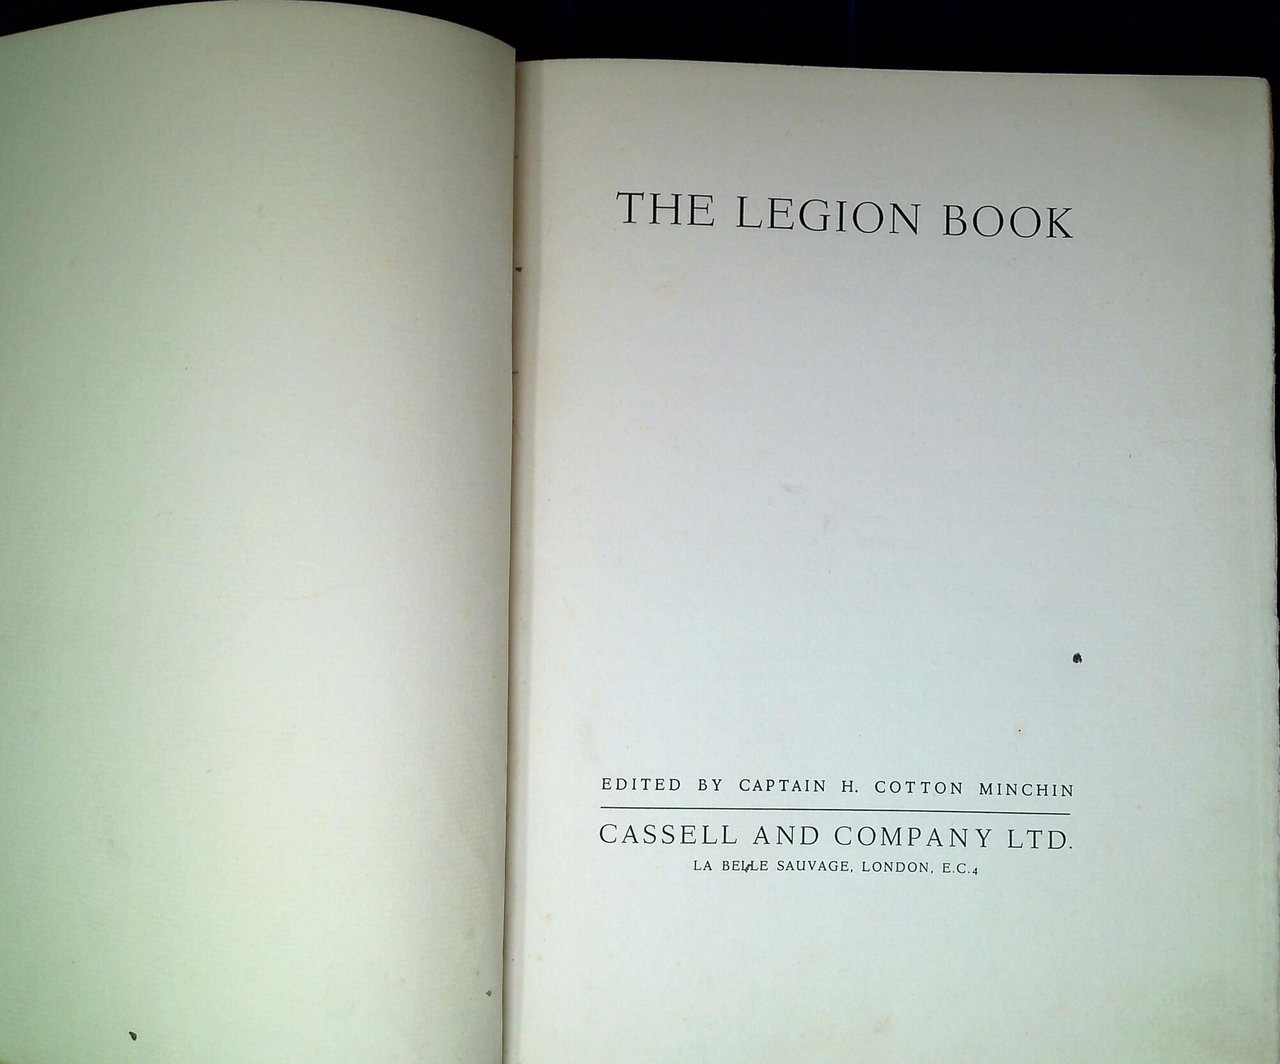 THE LEGION BOOK
EDITED BY CAPTAIN H. COTTON MINCHIN
CASSELL AND COMPANY LTD.
LA BELLE SAUVAGE, LONDON, E.C.4